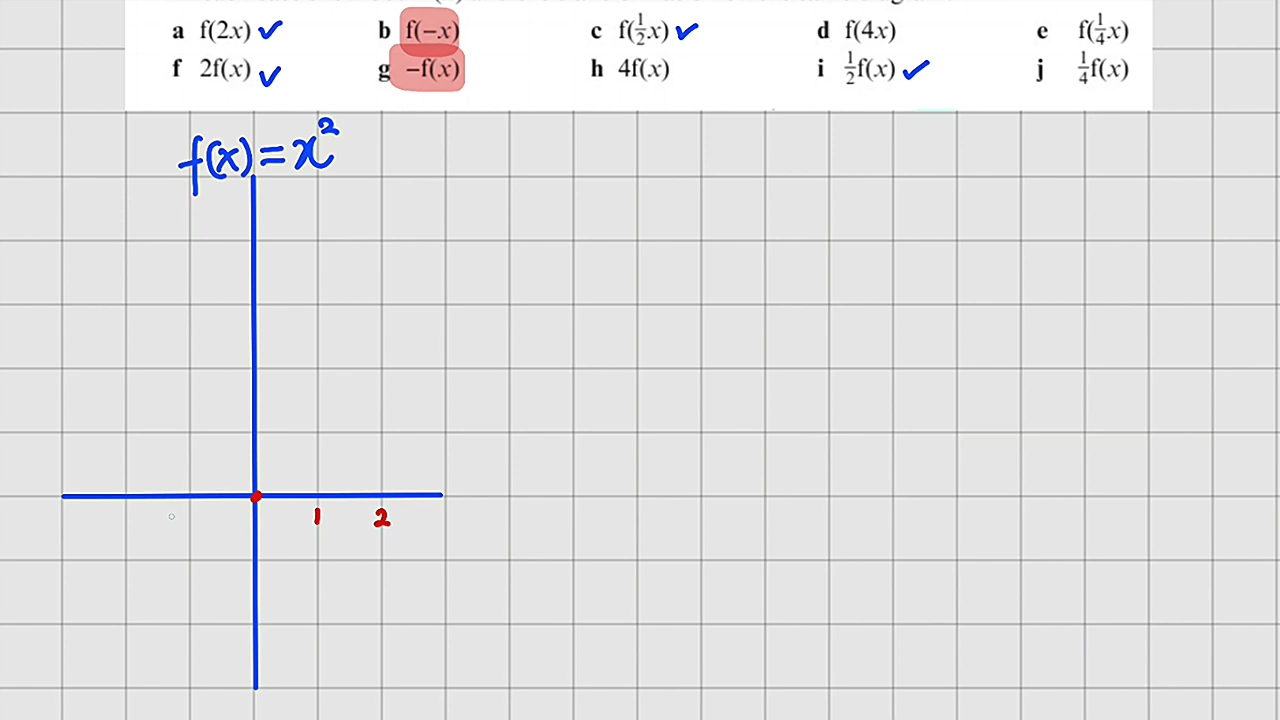 a f(2x) ✓ b f(−x) c f(½x) ✓ d f(4x) e f(¼x)
f 2f(x) ✓ g −f(x) h 4f(x) i ½f(x) ✓ j ¼f(x)
f(x) = x²
1 2